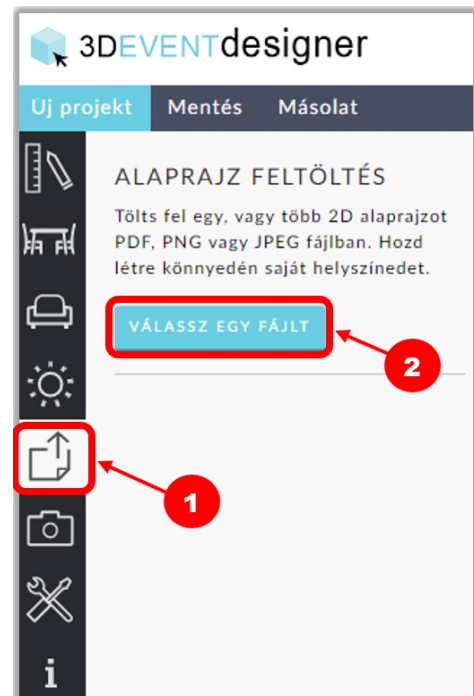 3DEVENTdesigner
Uj projekt Mentés Másolat
ALAPRAJZ FELTÖLTÉS
Tölts fel egy, vagy több 2D alaprajzot
PDF, PNG vagy JPEG fájlban. Hozd
létre könnyedén saját helyszínedet.
VÁLASSZ EGY FÁJLT
2
1
i